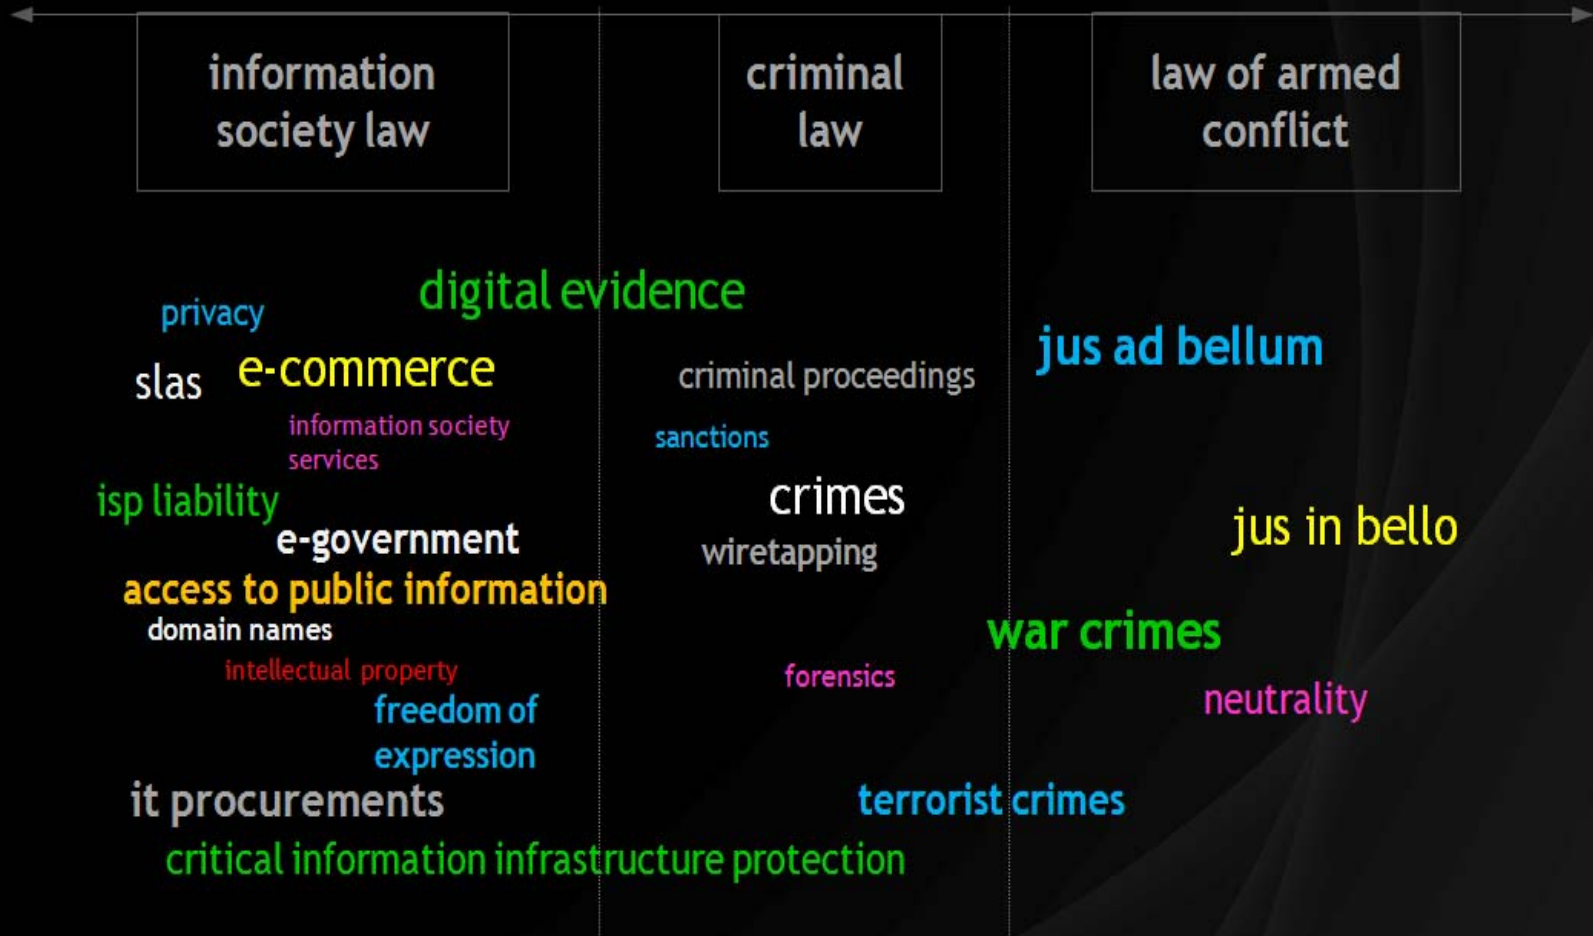 information
society law
criminal
law
law of armed
conflict
digital evidence
privacy
e-commerce
slas
information society
services
isp liability
e-government
access to public information
domain names
intellectual property
freedom of
expression
it procurements
critical information infrastructure protection
criminal proceedings
sanctions
crimes
wiretapping
forensics
terrorist crimes
jus ad bellum
jus in bello
war crimes
neutrality